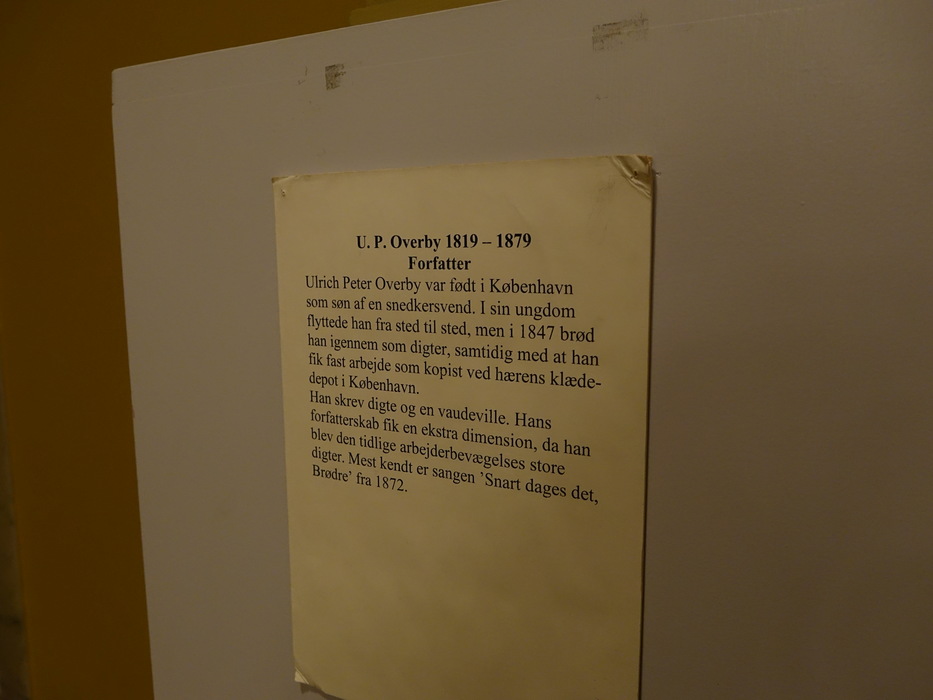 U. P. Overby 1819 – 1879
Forfatter
Ulrich Peter Overby var født i København
som søn af en snedkersvend. I sin ungdom
flyttede han fra sted til sted, men i 1847 brød
han igennem som digter, samtidig med at han
fik fast arbejde som kopist ved hærens klæde-
depot i København.
Han skrev digte og en vaudeville. Hans
forfatterskab fik en ekstra dimension, da han
blev den tidlige arbejderbevægelses store
digter. Mest kendt er sangen ’Snart dages det,
Brødre’ fra 1872.